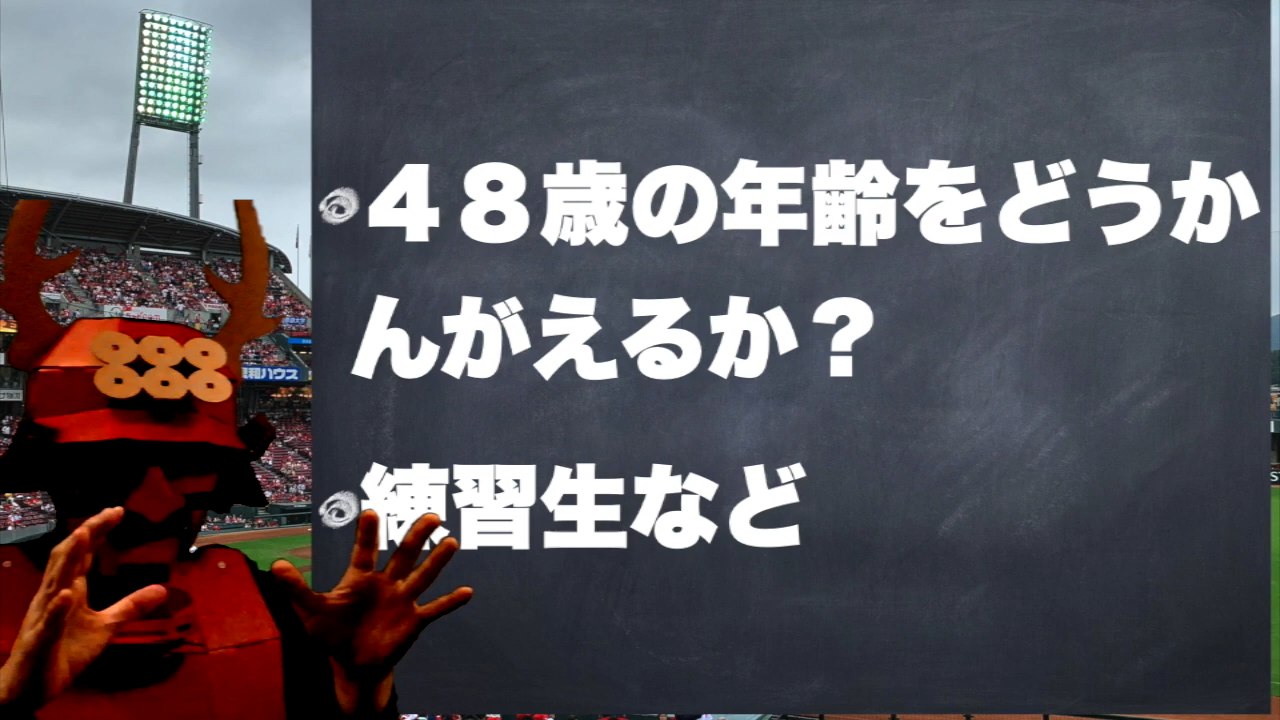 ４８歳の年齢をどうか
んがえるか？
練習生など